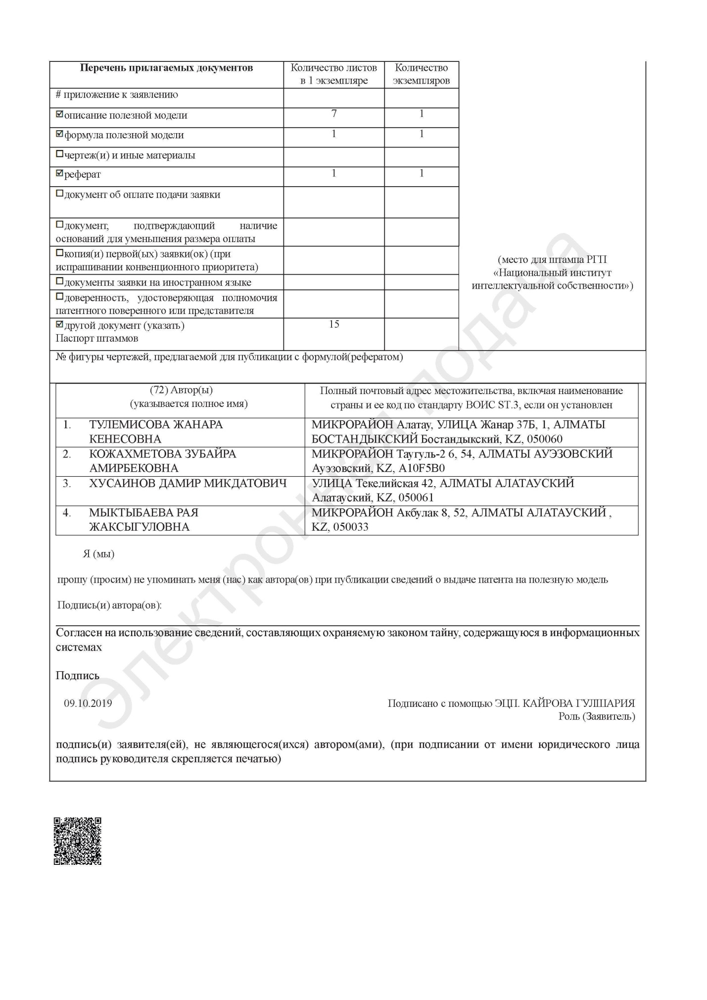 Перечень прилагаемых документов
Количество листов
в 1 экземпляре
Количество
экземпляров
# приложение к заявлению
описание полезной модели
7
1
формула полезной модели
1
1
чертеж(и) и иные материалы
реферат
1
1
документ об оплате подачи заявки
документ, подтверждающий наличие
оснований для уменьшения размера оплаты
копия(и) первой(ых) заявки(ок) (при
испрашивании конвенционного приоритета)
документы заявки на иностранном языке
доверенность, удостоверяющая полномочия
патентного поверенного или представителя
другой документ (указать)
Паспорт штаммов
15
(место для штампа РГП
«Национальный институт
интеллектуальной собственности»)
№ фигуры чертежей, предлагаемой для публикации с формулой(рефератом)
(72) Автор(ы)
(указывается полное имя)
Полный почтовый адрес местожительства, включая наименование
страны и ее код по стандарту ВОИС ST.3, если он установлен
1. ТУЛЕМИСОВА ЖАНАРА
КЕНЕСОВНА
МИКРОРАЙОН Алатау, УЛИЦА Жанар 37Б, 1, АЛМАТЫ
БОСТАНДЫКСКИЙ Бостандыкский, KZ, 050060
2. КОЖАХМЕТОВА ЗУБАЙРА
АМИРБЕКОВНА
МИКРОРАЙОН Таугуль-2 6, 54, АЛМАТЫ АУЭЗОВСКИЙ
Ауэзовский, KZ, A10F5B0
3. ХУСАИНОВ ДАМИР МИКДАТОВИЧ
УЛИЦА Текелийская 42, АЛМАТЫ АЛАТАУСКИЙ
Алатауский, KZ, 050061
4. МЫКТЫБАЕВА РАЯ
ЖАКСЫГУЛОВНА
МИКРОРАЙОН Акбулак 8, 52, АЛМАТЫ АЛАТАУСКИЙ ,
KZ, 050033
Я (мы)
прошу (просим) не упоминать меня (нас) как автора(ов) при публикации сведений о выдаче патента на полезную модель
Подпись(и) автора(ов):
Согласен на использование сведений, составляющих охраняемую законом тайну, содержащуюся в информационных
системах
Подпись
09.10.2019
Подписано с помощью ЭЦП. КАЙРОВА ГУЛШАРИЯ
Роль (Заявитель)
подпись(и) заявителя(ей), не являющегося(ихся) автором(ами), (при подписании от имени юридического лица
подпись руководителя скрепляется печатью)
Электронная подача